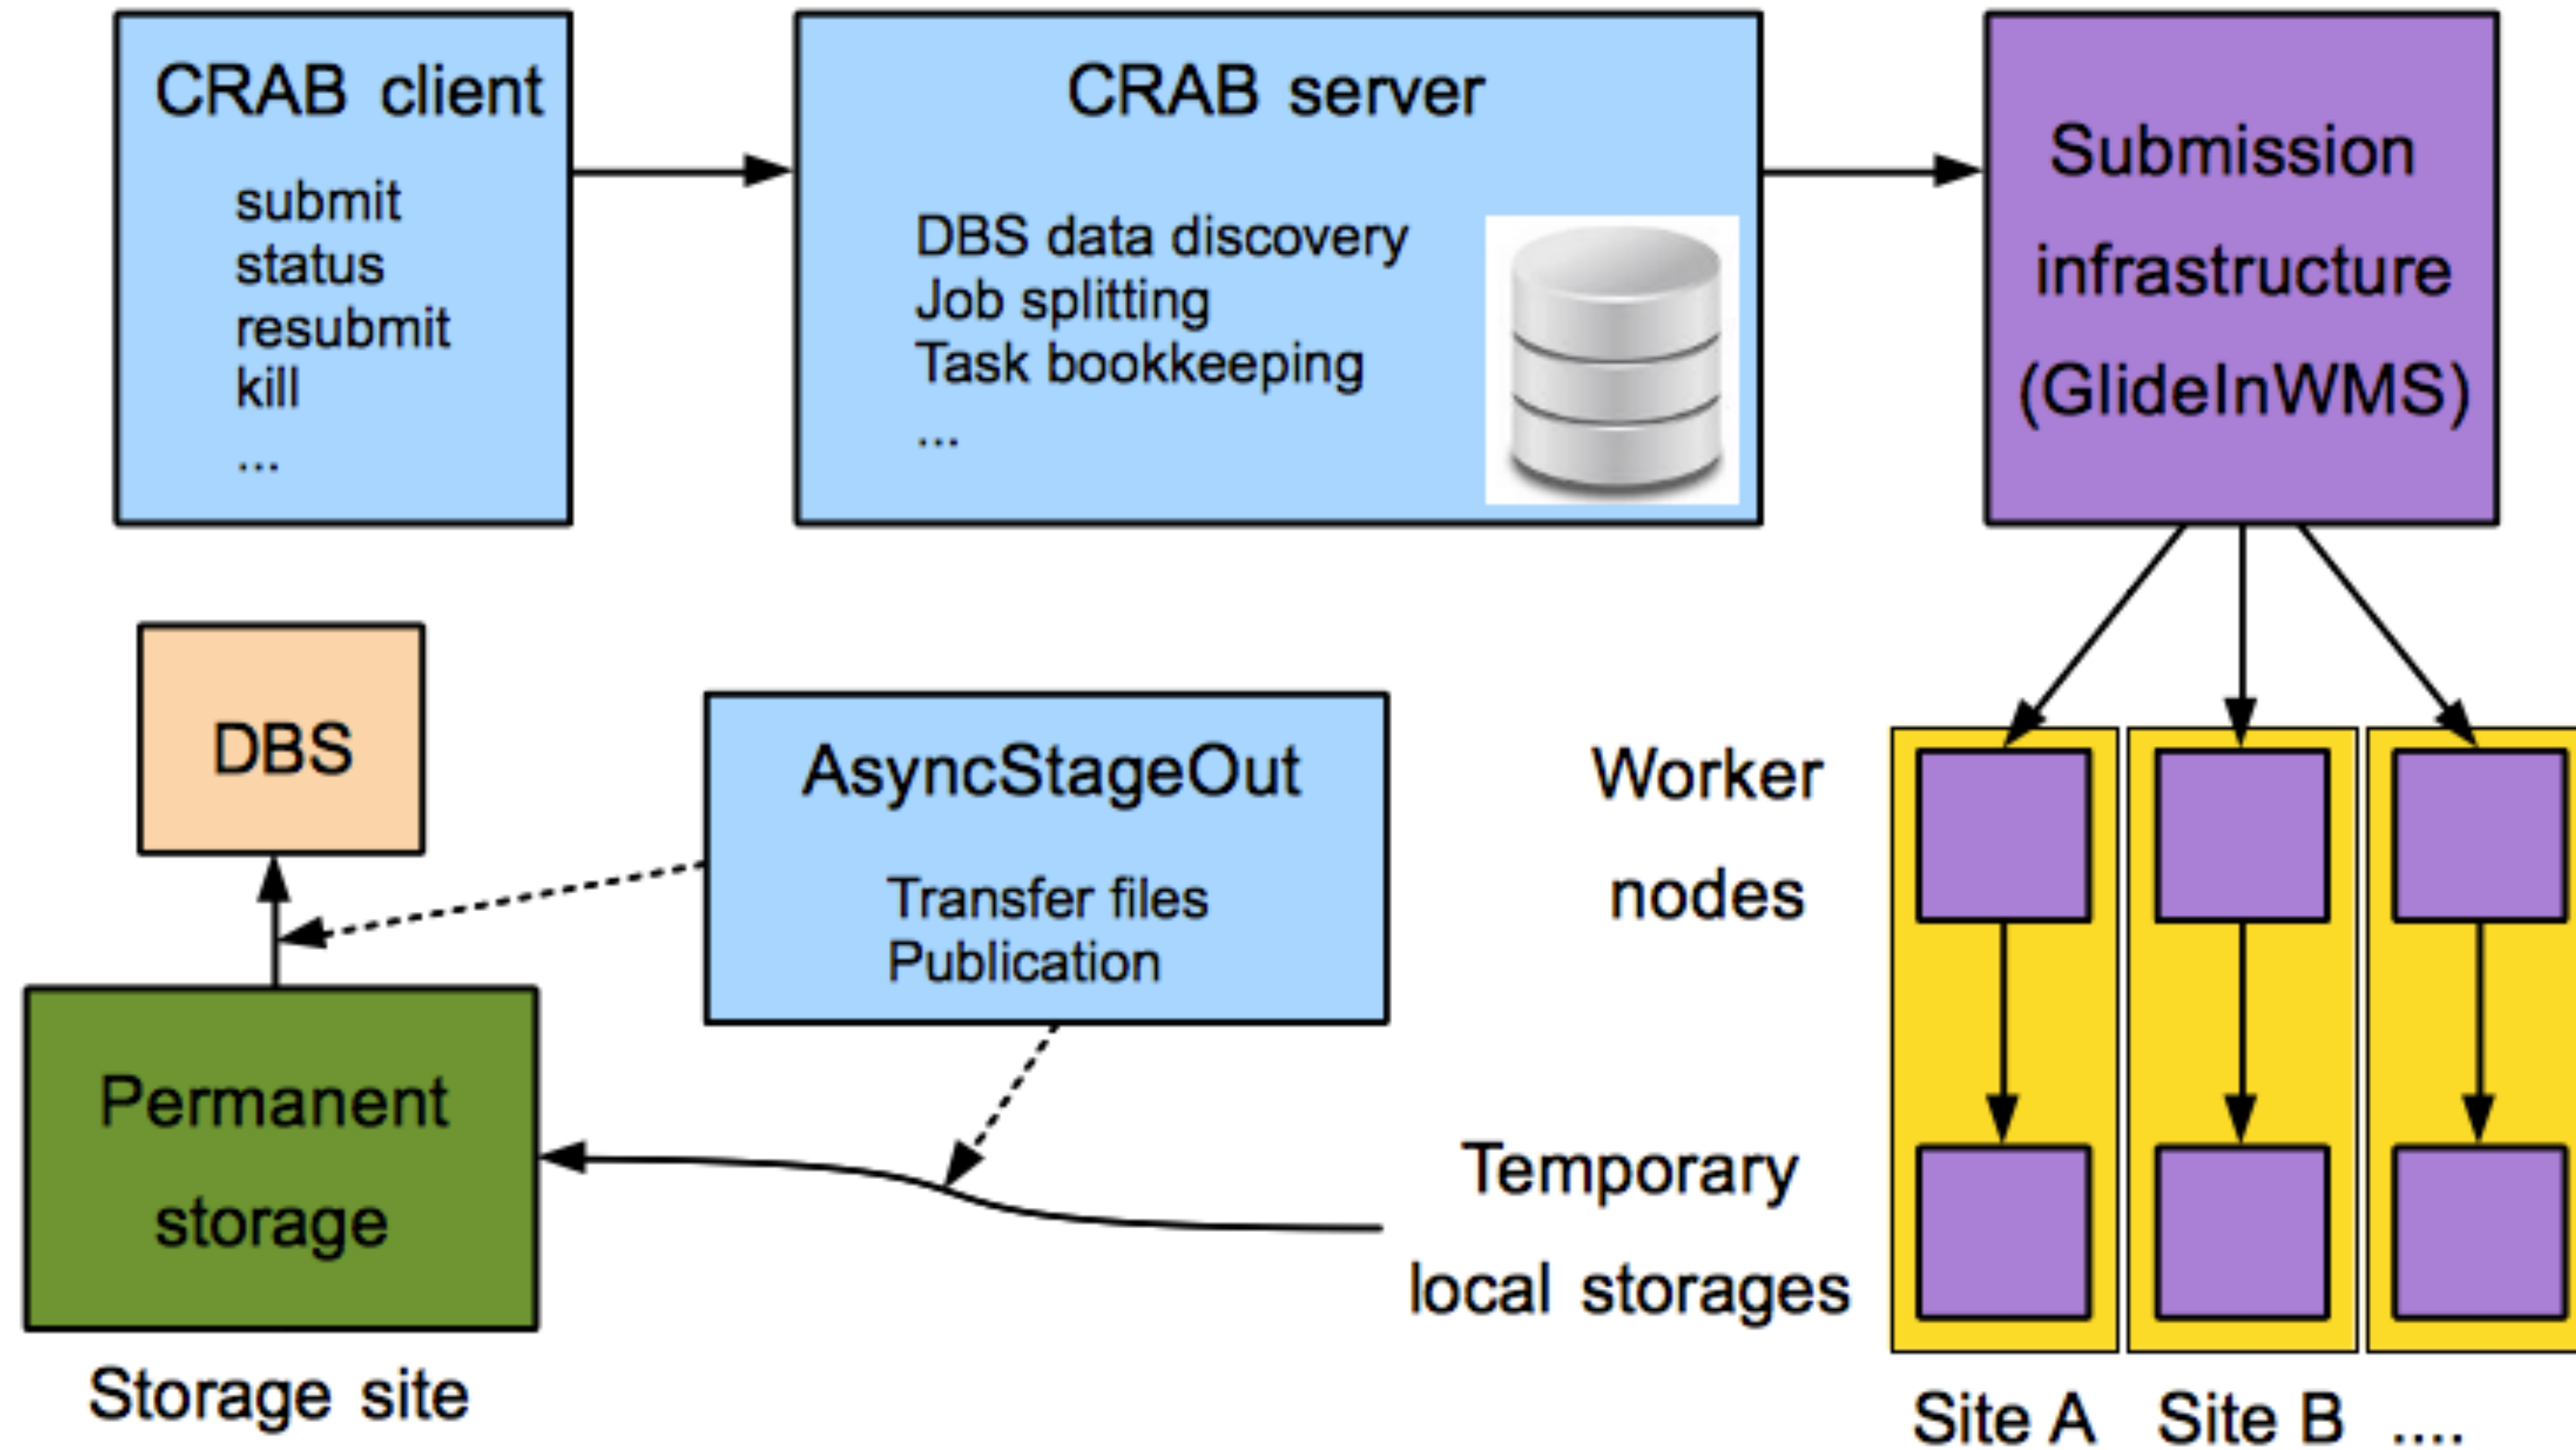 CRAB client
submit
status
resubmit
kill
...
CRAB server
DBS data discovery
Job splitting
Task bookkeeping
...
Submission
infrastructure
(GlideInWMS)
DBS
AsyncStageOut
Transfer files
Publication
Worker
nodes
Permanent
storage
Storage site
Temporary
local storages
Site A
Site B
....